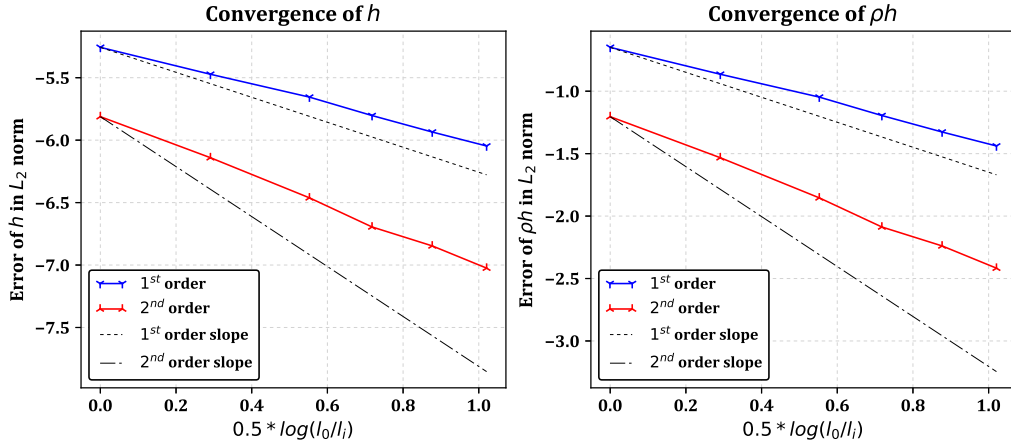 Convergence of h
Error of h in L₂ norm
−5.5
−6.0
−6.5
−7.0
−7.5
1ˢᵗ order
2ⁿᵈ order
1ˢᵗ order slope
2ⁿᵈ order slope
0.0 0.2 0.4 0.6 0.8 1.0
0.5 * log(l₀/lᵢ)
Convergence of ρh
Error of ρh in L₂ norm
−1.0
−1.5
−2.0
−2.5
−3.0
1ˢᵗ order
2ⁿᵈ order
1ˢᵗ order slope
2ⁿᵈ order slope
0.0 0.2 0.4 0.6 0.8 1.0
0.5 * log(l₀/lᵢ)